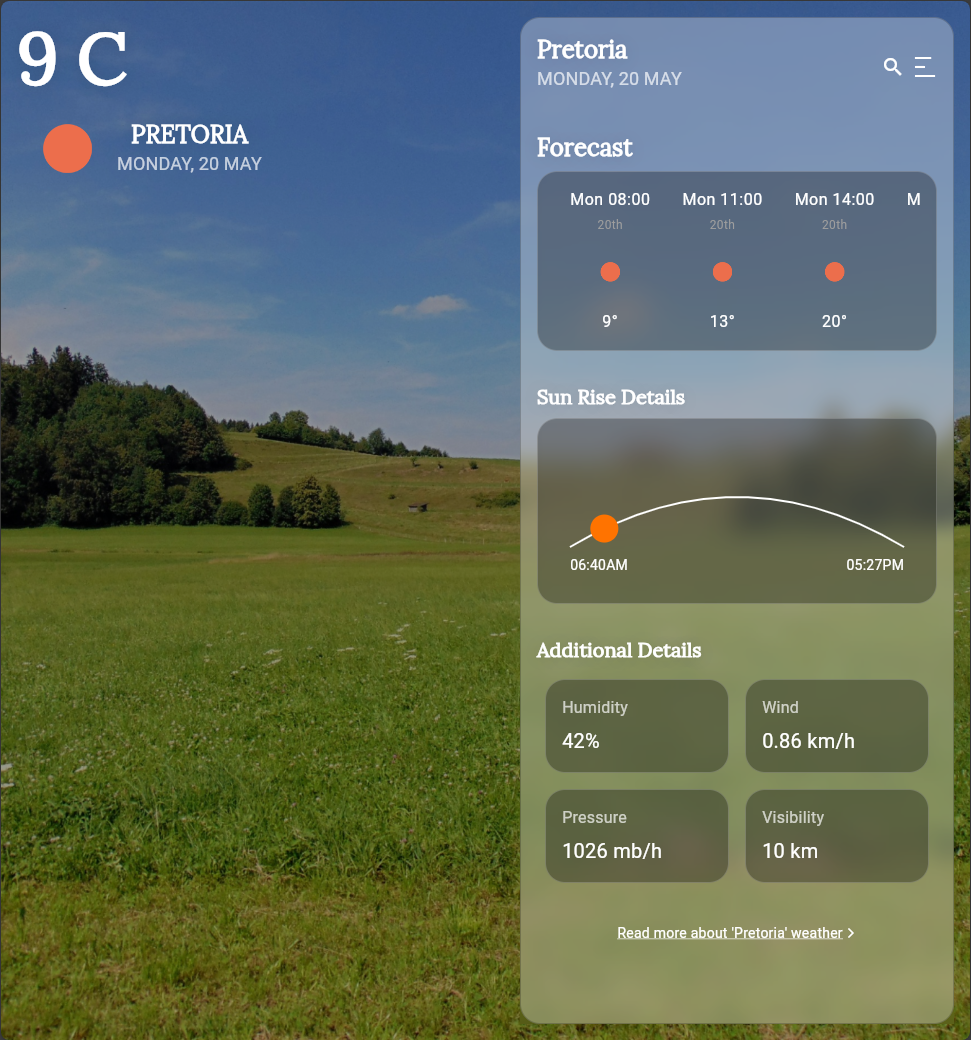 9 C
PRETORIA
MONDAY, 20 MAY
Pretoria
MONDAY, 20 MAY
Forecast
Mon 08:00 Mon 11:00 Mon 14:00 M
20th 20th 20th
9° 13° 20°
Sun Rise Details
06:40AM 05:27PM
Additional Details
Humidity Wind
42% 0.86 km/h
Pressure Visibility
1026 mb/h 10 km
Read more about 'Pretoria' weather